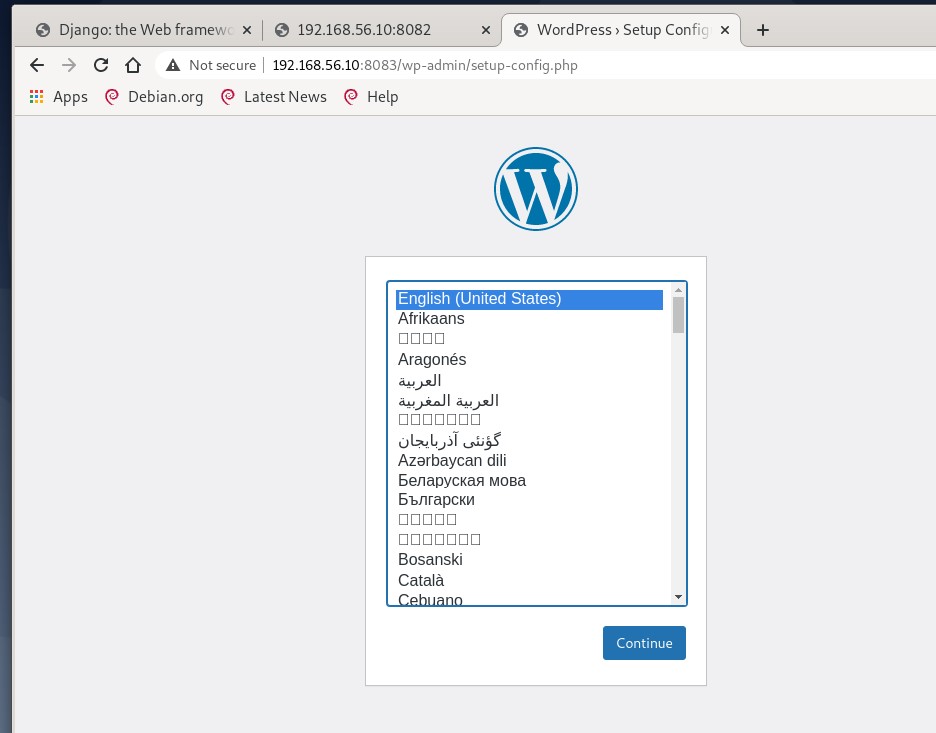 Django: the Web framewo
192.168.56.10:8082
WordPress › Setup Config
Not secure
192.168.56.10:8083/wp-admin/setup-config.php
Apps
Debian.org
Latest News
Help
English (United States)
Afrikaans
Aragonés
العربية
العربية المغربية
گؤنئی آذربایجان
Azərbaycan dili
Беларуская мова
Български
Bosanski
Català
Cebuano
Continue